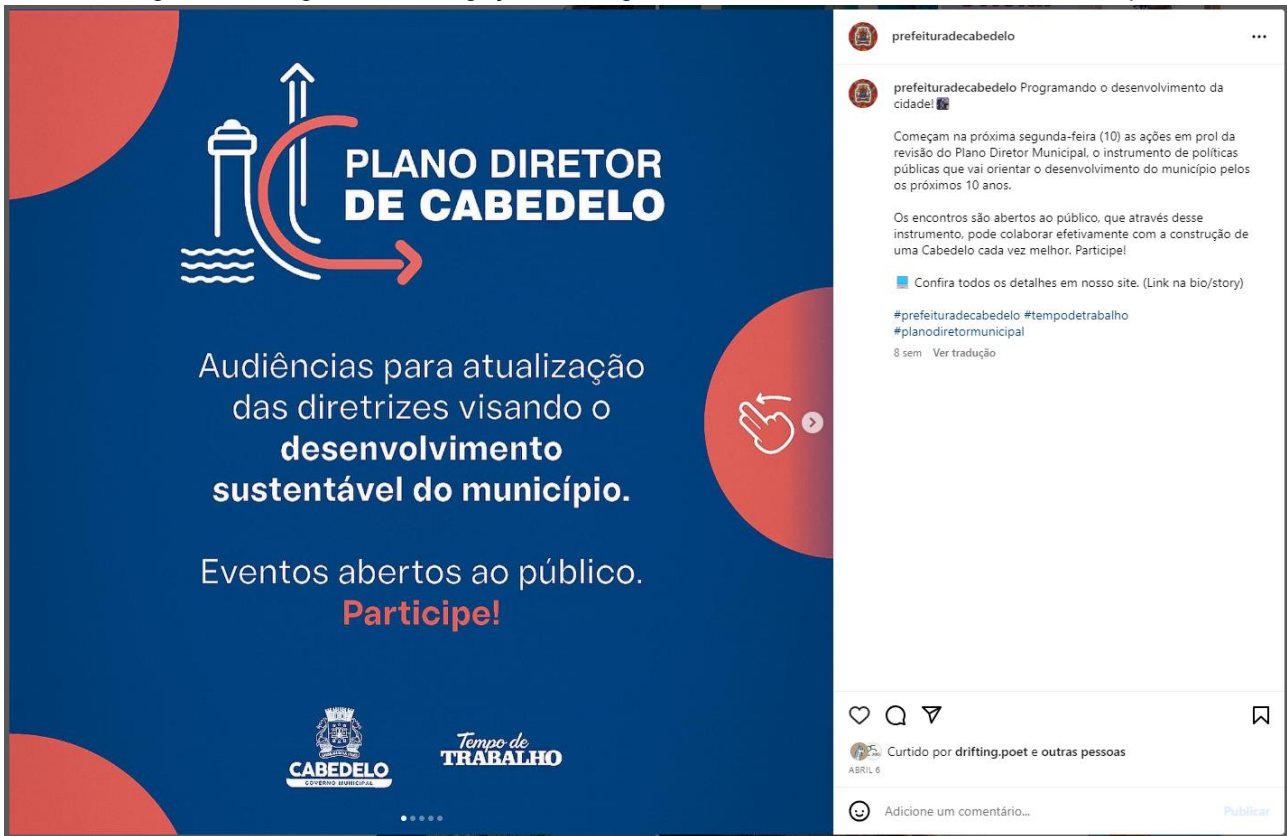 PLANO DIRETOR
DE CABEDELO
Audiências para atualização
das diretrizes visando o
desenvolvimento
sustentável do município.
Eventos abertos ao público.
Participe!
CABEDELO
GOVERNO MUNICIPAL
Tempo de
TRABALHO
prefeituradecabedelo
prefeituradecabedelo Programando o desenvolvimento da
cidade!
Começam na próxima segunda-feira (10) as ações em prol da
revisão do Plano Diretor Municipal, o instrumento de políticas
públicas que vai orientar o desenvolvimento do município pelos
os próximos 10 anos.
Os encontros são abertos ao público, que através desse
instrumento, pode colaborar efetivamente com a construção de
uma Cabedelo cada vez melhor. Participe!
Confira todos os detalhes em nosso site. (Link na bio/story)
#prefeituradecabedelo #tempodetrabalho
#planodiretormunicipal
8 sem Ver tradução
Curtido por drifting.poet e outras pessoas
ABRIL 6
Adicione um comentário... Publicar